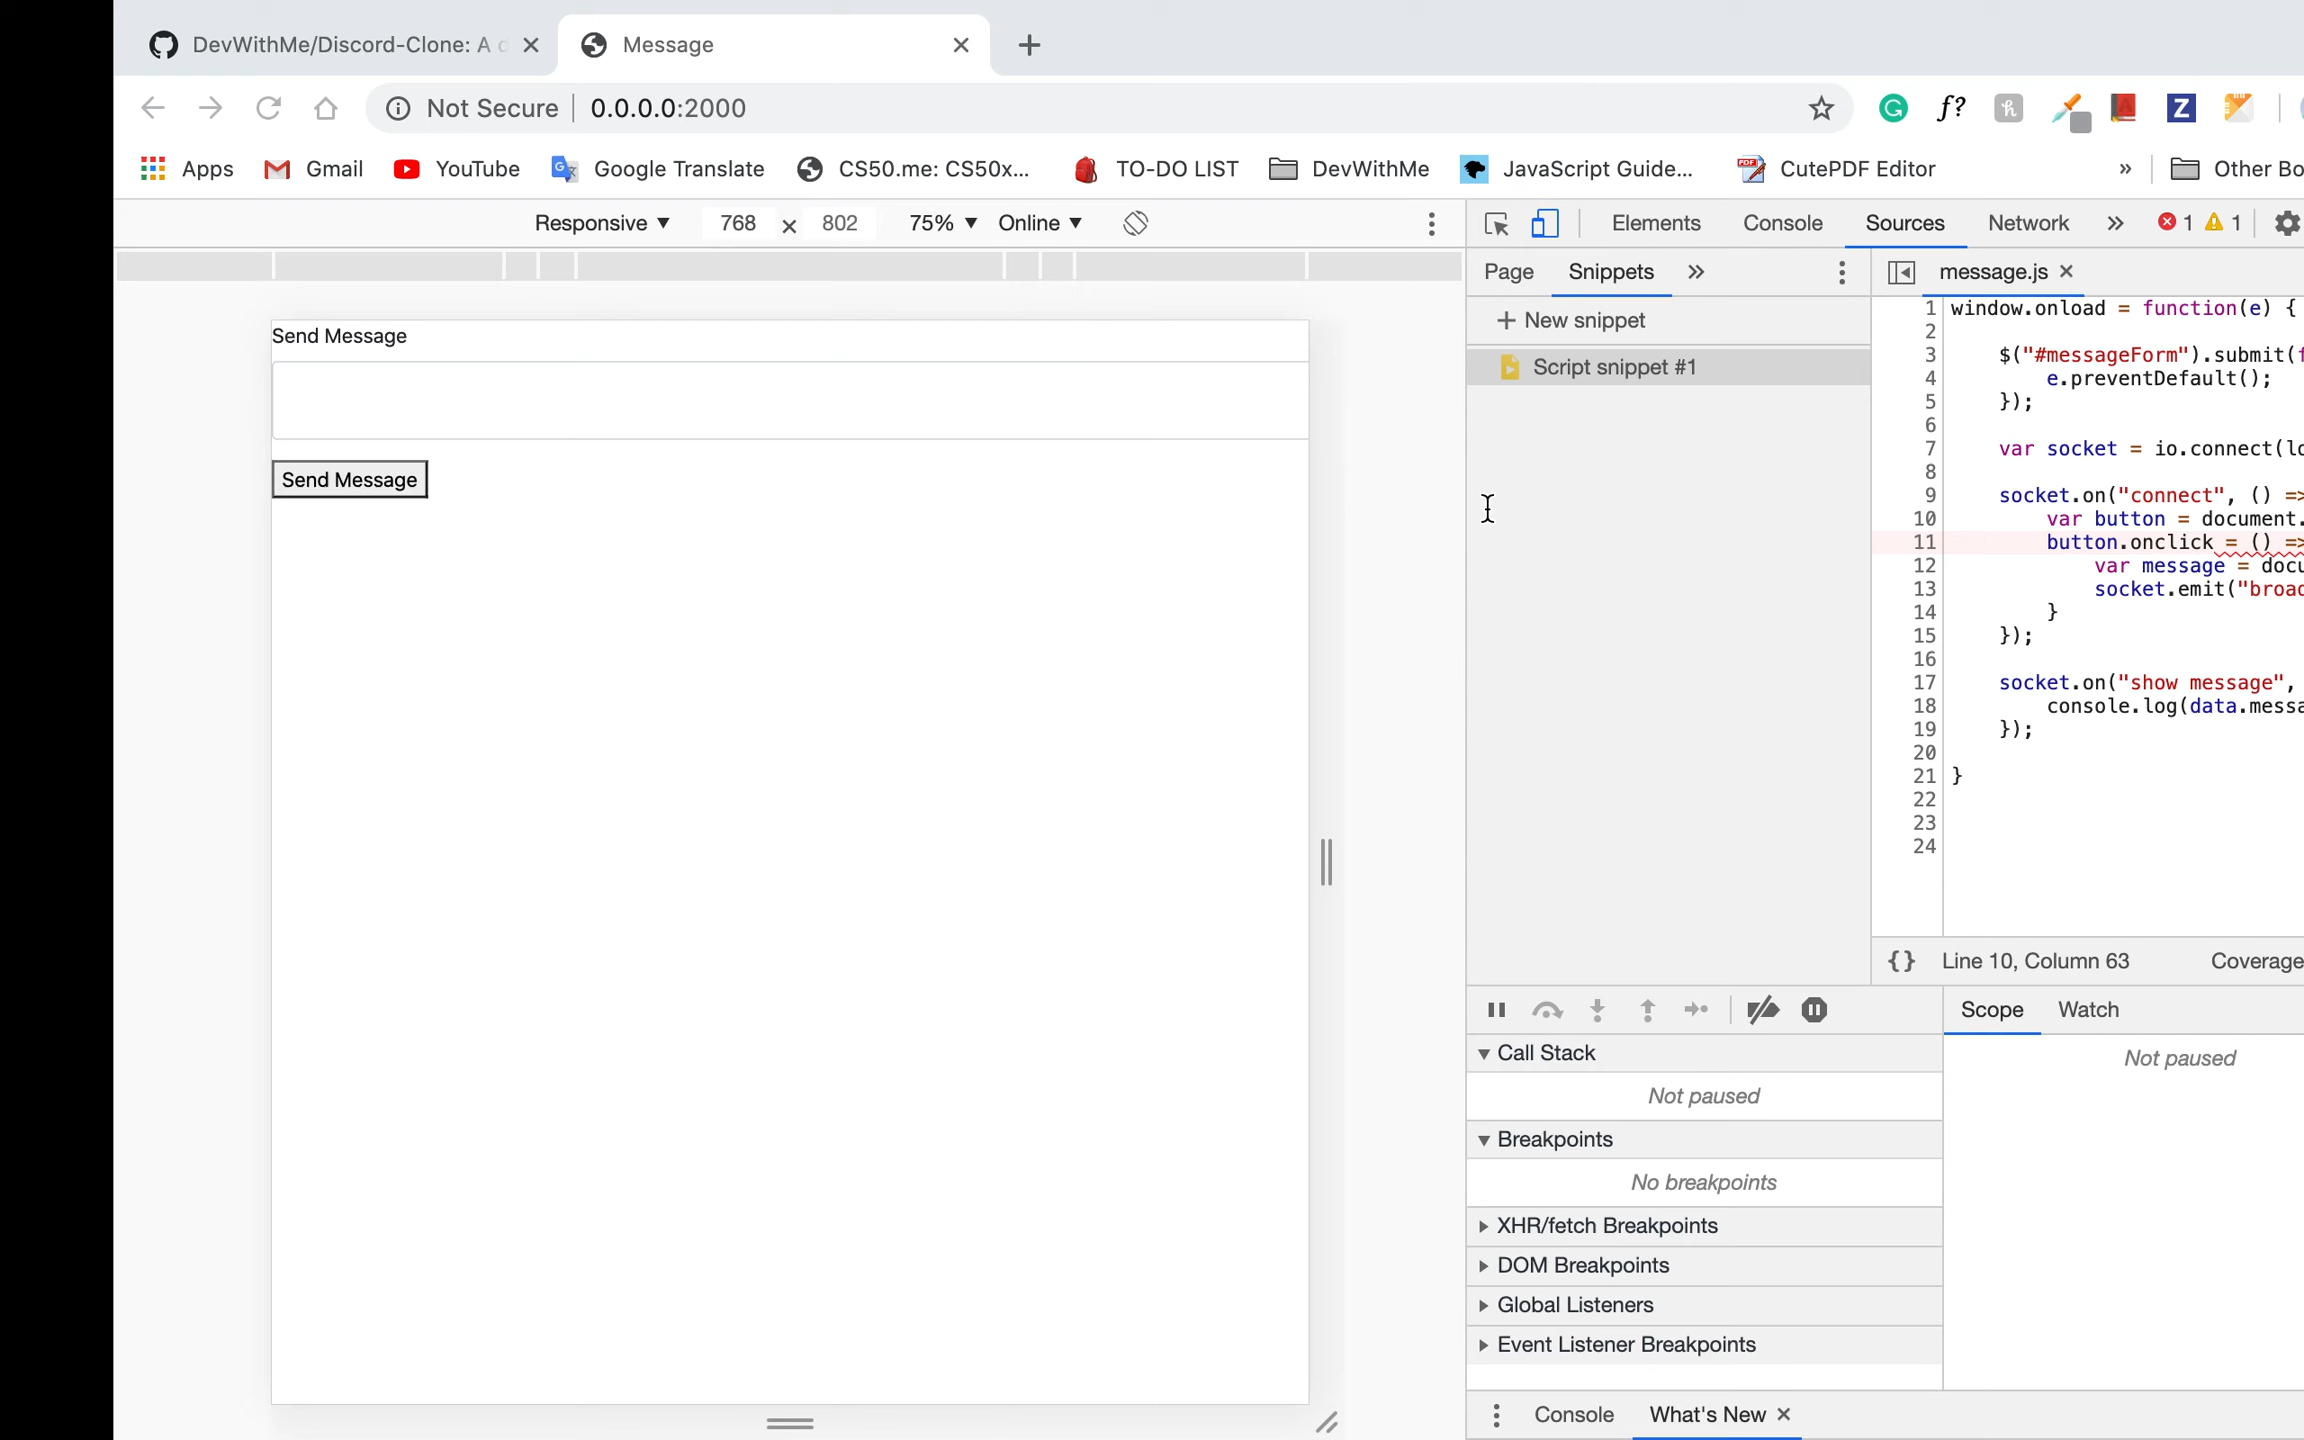 DevWithMe/Discord-Clone: A
Message
Not Secure
0.0.0.0:2000
Apps
Gmail
YouTube
Google Translate
CS50.me: CS50x...
TO-DO LIST
DevWithMe
JavaScript Guide...
CutePDF Editor
»
Other Bo
Responsive ▼
768 × 802
75% ▼
Online ▼
Elements
Console
Sources
Network
»
1
1
Page
Snippets
»
message.js
+ New snippet
Script snippet #1
Send Message
Send Message
1 window.onload = function(e) {
2
3 $("#messageForm").submit(f
4 e.preventDefault();
5 });
6
7 var socket = io.connect(lo
8
9 socket.on("connect", () =>
10 var button = document.
11 button.onclick = () =>
12 var message = docu
13 socket.emit("broad
14 }
15 });
16
17 socket.on("show message",
18 console.log(data.messa
19 });
20
21 }
22
23
24
{} Line 10, Column 63
Coverage
Scope
Watch
Not paused
▼ Call Stack
Not paused
▼ Breakpoints
No breakpoints
▶ XHR/fetch Breakpoints
▶ DOM Breakpoints
▶ Global Listeners
▶ Event Listener Breakpoints
Console
What's New